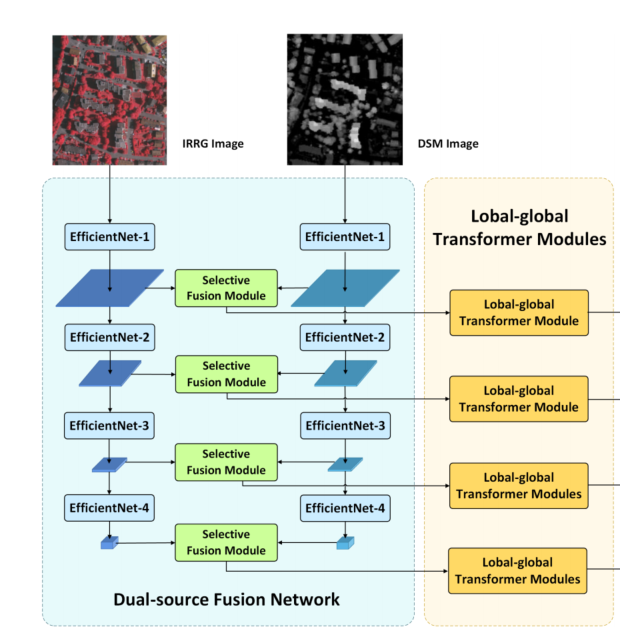 IRRG Image
DSM Image
EfficientNet-1
EfficientNet-1
Lobal-global
Transformer Modules
Selective
Fusion Module
Lobal-global
Transformer Module
EfficientNet-2
EfficientNet-2
Selective
Fusion Module
Lobal-global
Transformer Module
EfficientNet-3
EfficientNet-3
Selective
Fusion Module
Lobal-global
Transformer Modules
EfficientNet-4
EfficientNet-4
Selective
Fusion Module
Lobal-global
Transformer Modules
Dual-source Fusion Network